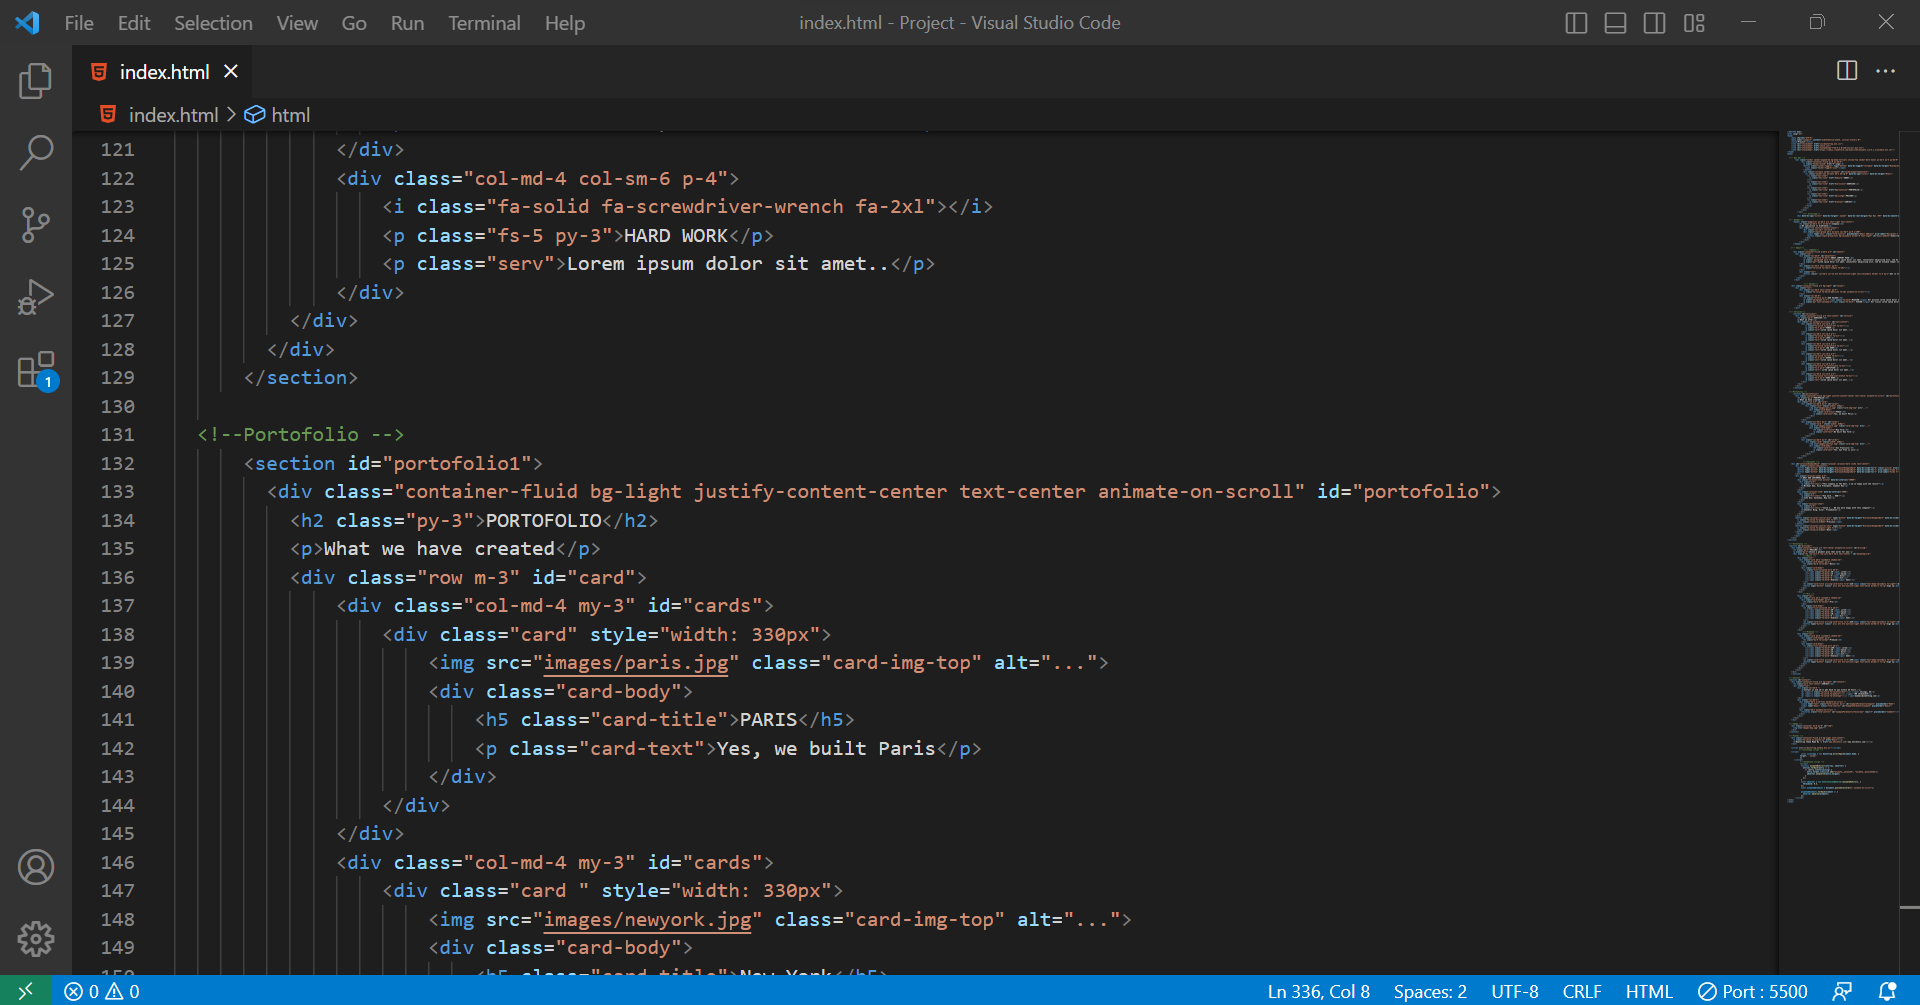 File Edit Selection View Go Run Terminal Help index.html - Project - Visual Studio Code
index.html
index.html > html
121 </div>
122 <div class="col-md-4 col-sm-6 p-4">
123 <i class="fa-solid fa-screwdriver-wrench fa-2xl"></i>
124 <p class="fs-5 py-3">HARD WORK</p>
125 <p class="serv">Lorem ipsum dolor sit amet..</p>
126 </div>
127 </div>
128 </div>
129 </section>
130
131 <!--Portofolio -->
132 <section id="portofolio1">
133 <div class="container-fluid bg-light justify-content-center text-center animate-on-scroll" id="portofolio">
134 <h2 class="py-3">PORTOFOLIO</h2>
135 <p>What we have created</p>
136 <div class="row m-3" id="card">
137 <div class="col-md-4 my-3" id="cards">
138 <div class="card" style="width: 330px">
139 <img src="images/paris.jpg" class="card-img-top" alt="...">
140 <div class="card-body">
141 <h5 class="card-title">PARIS</h5>
142 <p class="card-text">Yes, we built Paris</p>
143 </div>
144 </div>
145 </div>
146 <div class="col-md-4 my-3" id="cards">
147 <div class="card " style="width: 330px">
148 <img src="images/newyork.jpg" class="card-img-top" alt="...">
149 <div class="card-body">
150 <h5 class="card-title">New York</h5>
1
0 0 Ln 336, Col 8 Spaces: 2 UTF-8 CRLF HTML Port : 5500